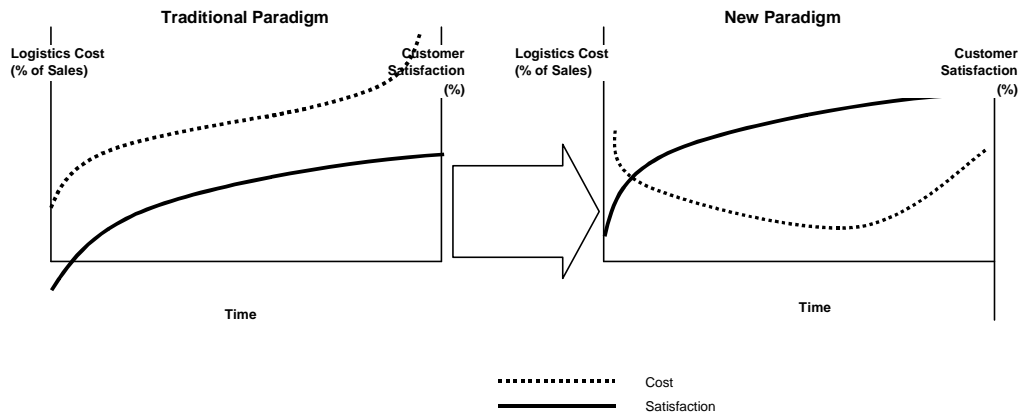 Traditional Paradigm
Logistics Cost
(% of Sales)
Customer
Satisfaction
(%)
Time
New Paradigm
Logistics Cost
(% of Sales)
Customer
Satisfaction
(%)
Time
Cost
Satisfaction